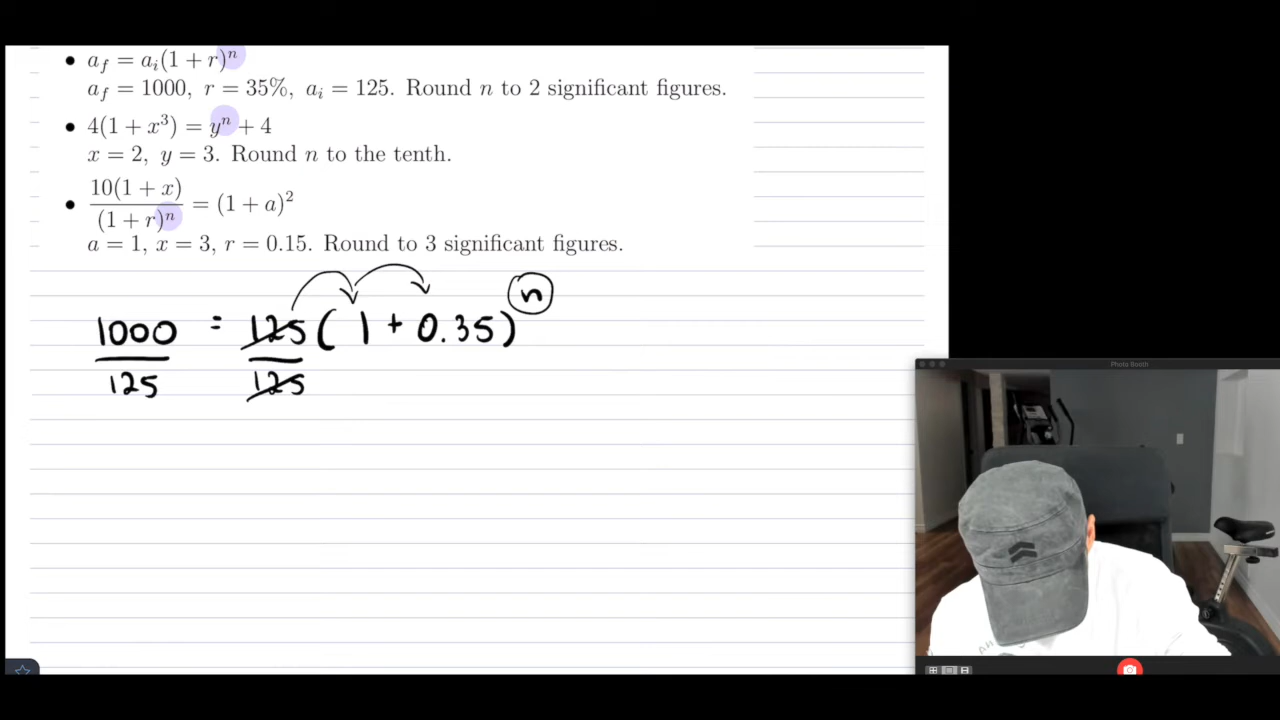 • a_f = a_i(1 + r)^n
a_f = 1000, r = 35%, a_i = 125. Round n to 2 significant figures.
• 4(1 + x^3) = y^n + 4
x = 2, y = 3. Round n to the tenth.
• 10(1 + x) / (1 + r)^n = (1 + a)^2
a = 1, x = 3, r = 0.15. Round to 3 significant figures.
1000 = 125 ( 1 + 0.35)^n
125 125
Photo Booth